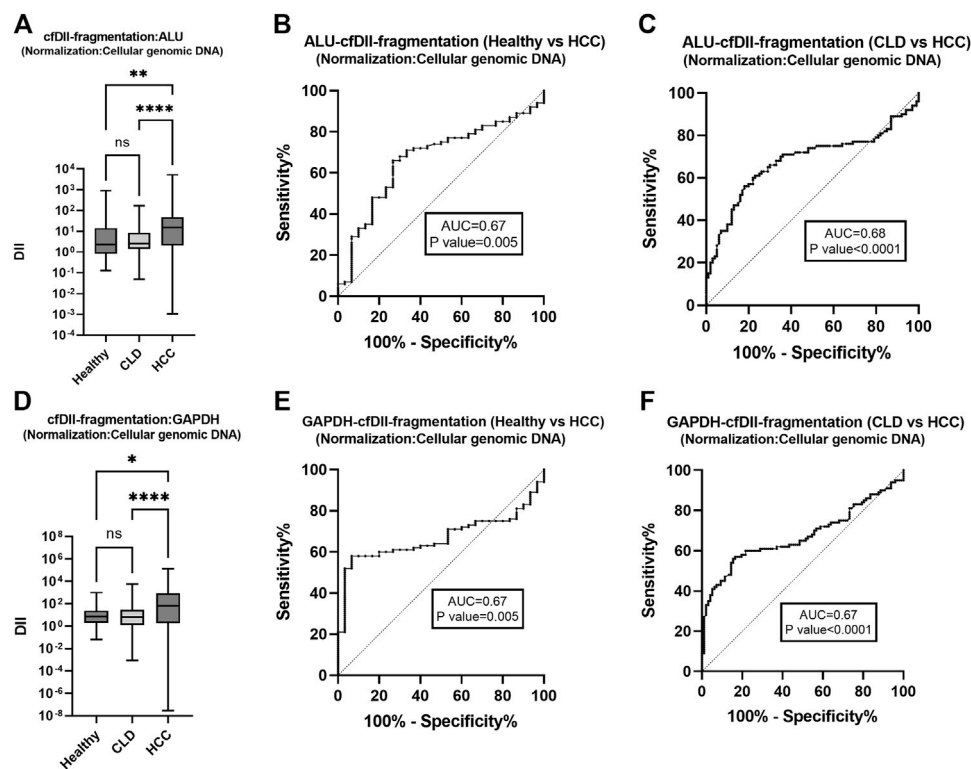 A
cfDII-fragmentation:ALU
(Normalization:Cellular genomic DNA)
**
****
ns
DII
10^5
10^4
10^3
10^2
10^1
10^0
10^-1
10^-2
10^-3
10^-4
Healthy
CLD
HCC
B
ALU-cfDII-fragmentation (Healthy vs HCC)
(Normalization:Cellular genomic DNA)
Sensitivity%
100
80
60
40
20
0
AUC=0.67
P value=0.005
0 20 40 60 80 100
100% - Specificity%
C
ALU-cfDII-fragmentation (CLD vs HCC)
(Normalization:Cellular genomic DNA)
Sensitivity%
100
80
60
40
20
0
AUC=0.68
P value<0.0001
0 20 40 60 80 100
100% - Specificity%
D
cfDII-fragmentation:GAPDH
(Normalization:Cellular genomic DNA)
*
****
ns
DII
10^8
10^6
10^4
10^2
10^0
10^-2
10^-4
10^-6
10^-8
Healthy
CLD
HCC
E
GAPDH-cfDII-fragmentation (Healthy vs HCC)
(Normalization:Cellular genomic DNA)
Sensitivity%
100
80
60
40
20
0
AUC=0.67
P value=0.005
0 20 40 60 80 100
100% - Specificity%
F
GAPDH-cfDII-fragmentation (CLD vs HCC)
(Normalization:Cellular genomic DNA)
Sensitivity%
100
80
60
40
20
0
AUC=0.67
P value<0.0001
0 20 40 60 80 100
100% - Specificity%